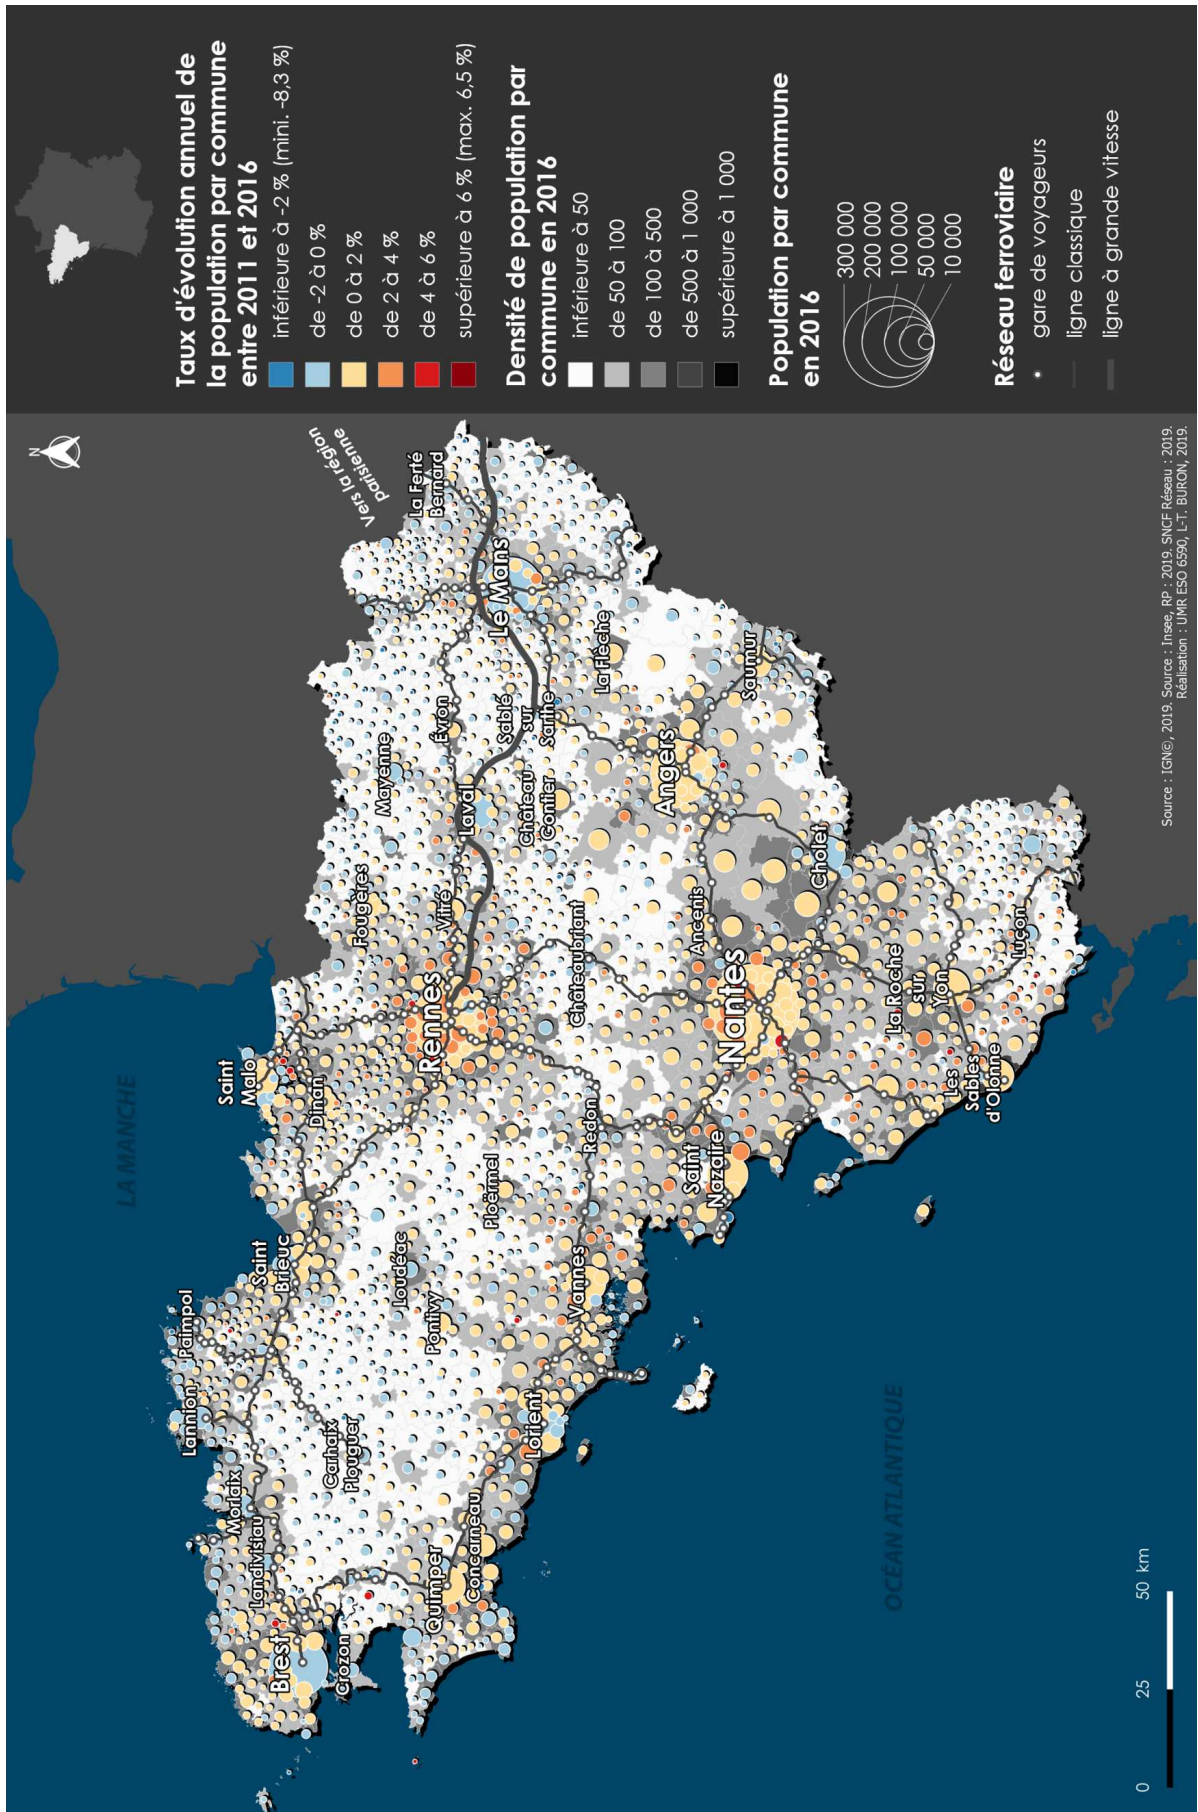 Taux d'évolution annuel de
la population par commune
entre 2011 et 2016
inférieure à -2 % (mini. -8,3 %)
de -2 à 0 %
de 0 à 2 %
de 2 à 4 %
de 4 à 6 %
supérieure à 6 % (max. 6,5 %)
Densité de population par
commune en 2016
inférieure à 50
de 50 à 100
de 100 à 500
de 500 à 1 000
supérieure à 1 000
Population par commune
en 2016
300 000
200 000
100 000
50 000
10 000
Réseau ferroviaire
gare de voyageurs
ligne classique
ligne à grande vitesse
N
Vers la région
parisienne
LA MANCHE
OCÉAN ATLANTIQUE
Brest
Crozon
Landivisiau
Morlaix
Lannion
Paimpol
Saint
Brieuc
Saint
Malo
Dinan
Carhaix
Plouguer
Quimper
Concarneau
Lorient
Pontivy
Loudéac
Ploërmel
Vannes
Redon
Rennes
Fougères
Vitré
Mayenne
Laval
Évron
Château
Gontier
Sablé
sur
Sarthe
Le Mans
La Ferté
Bernard
La Flèche
Saumur
Angers
Cholet
Ancenis
Châteaubriant
Nantes
Saint
Nazaire
La Roche
sur
Yon
Les
Sables
d'Olonne
Luçon
0 25 50 km
Source : IGN©, 2019. Source : Insee, RP : 2019. SNCF Réseau : 2019.
Réalisation : UMR ESO 6590, L-T. BURON, 2019.